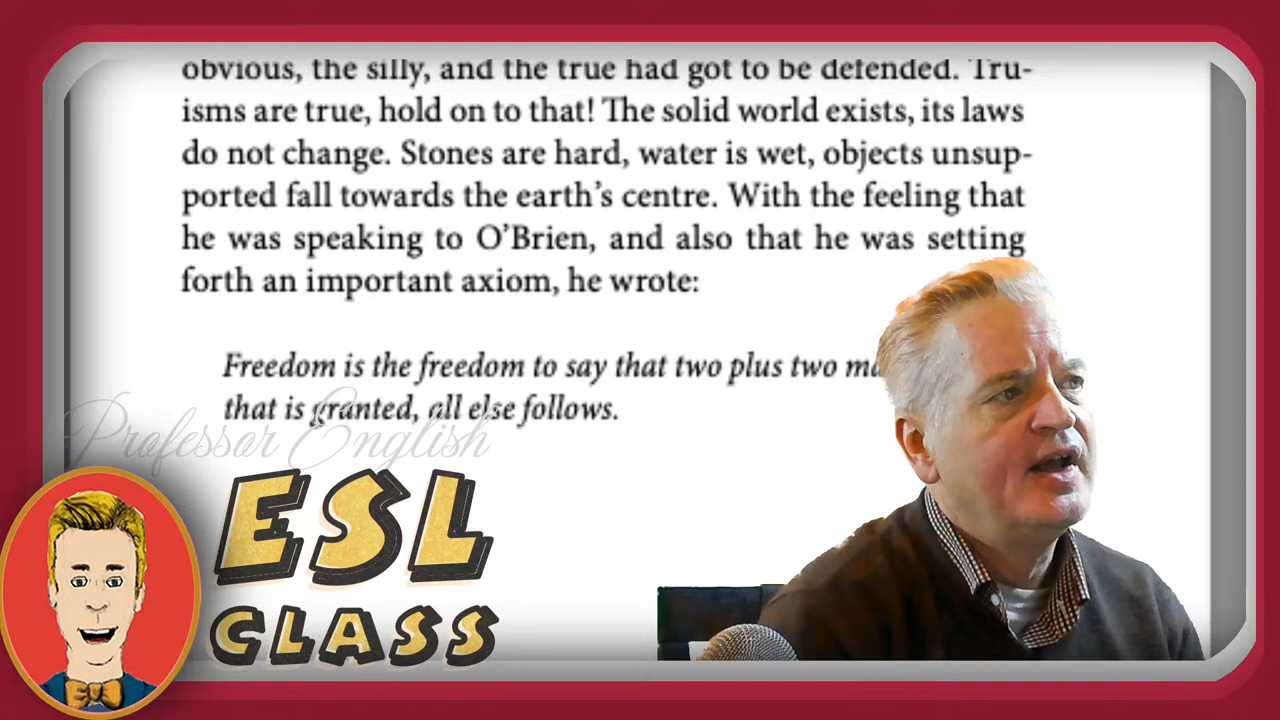 obvious, the silly, and the true had got to be defended. Tru-
isms are true, hold on to that! The solid world exists, its laws
do not change. Stones are hard, water is wet, objects unsup-
ported fall towards the earth's centre. With the feeling that
he was speaking to O'Brien, and also that he was setting
forth an important axiom, he wrote:
Freedom is the freedom to say that two plus two
that is granted, all else follows.
Professor English
ESL
CLASS